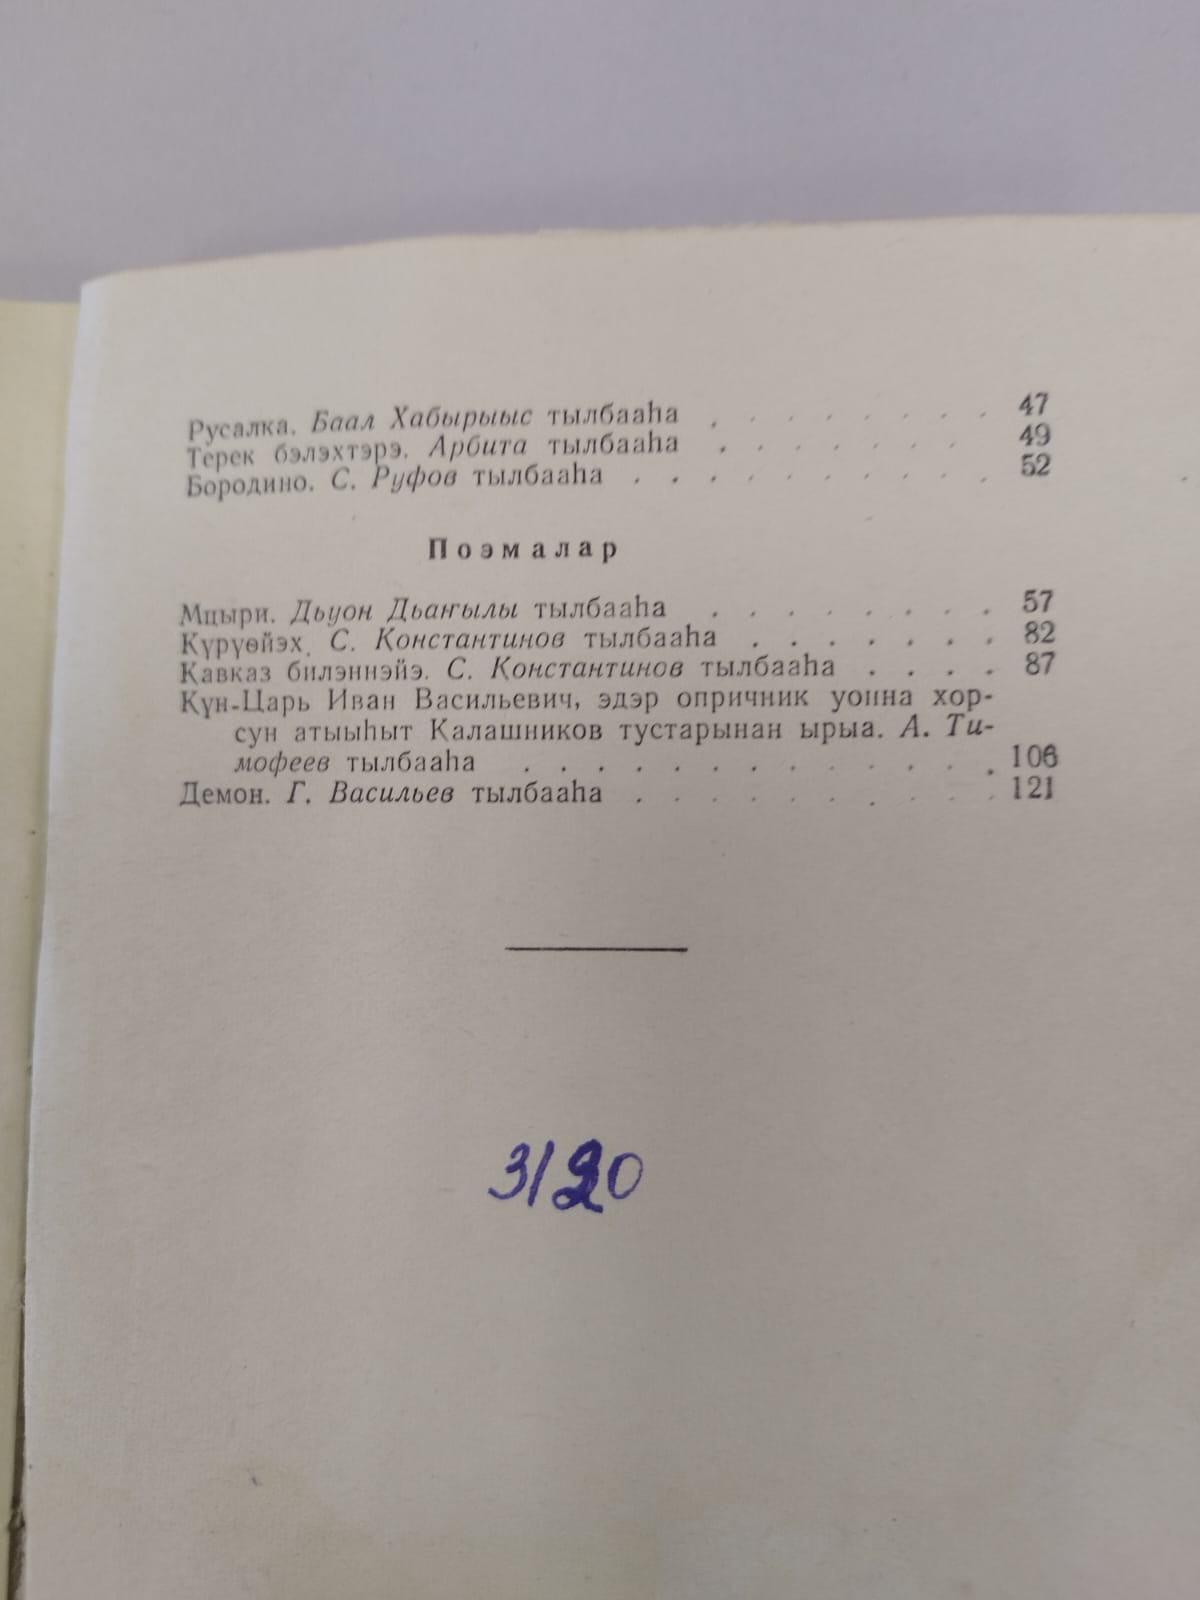 Русалка. Баал Хабырыыс тылбааһа . . . . . . . . 47
Терек бэлэхтэрэ. Арбита тылбааһа . . . . . . . 49
Бородино. С. Руфов тылбааһа . . . . . . . . . . 52
Поэмалар
Мцыри. Дьуон Дьаҥылы тылбааһа . . . . . . . . 57
Күрүөйэх. С. Константинов тылбааһа . . . . . . . 82
Кавказ билэннэйэ. С. Константинов тылбааһа . . . . 87
Күн-Царь Иван Васильевич, эдэр опричник уонна хор-
сун атыыһыт Калашников тустарынан ырыа. А. Ти-
мофеев тылбааһа . . . . . . . . . . . . . 106
Демон. Г. Васильев тылбааһа . . . . . . . . . . 121
3/20